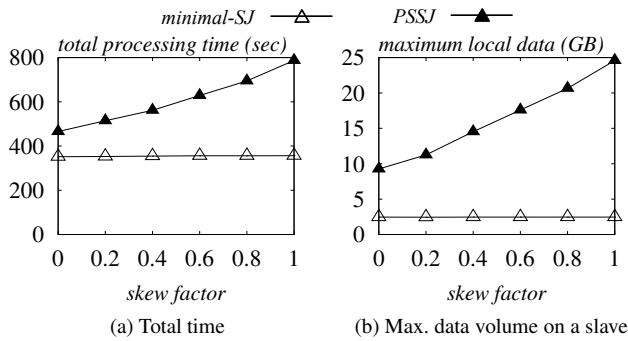 minimal-SJ PSSJ
total processing time (sec) maximum local data (GB)
800
600
400
200
0
0 0.2 0.4 0.6 0.8 1
skew factor
(a) Total time
25
20
15
10
5
2
0
0 0.2 0.4 0.6 0.8 1
skew factor
(b) Max. data volume on a slave